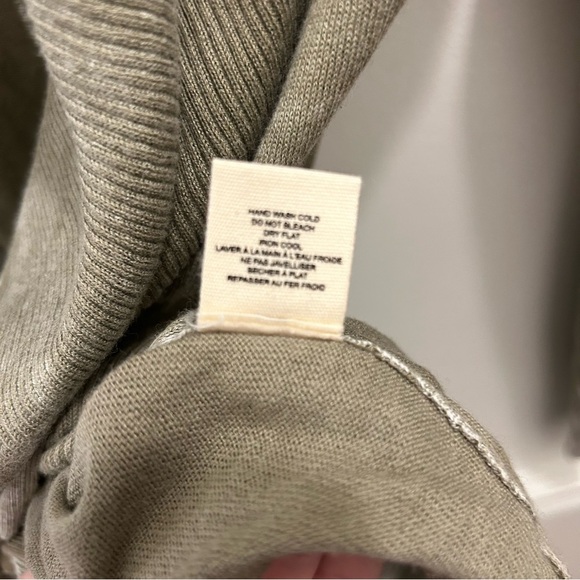 HAND WASH COLD
DO NOT BLEACH
DRY FLAT
IRON COOL
LAVER À LA MAIN À L'EAU FROIDE
NE PAS JAVELLISER
SÉCHER À PLAT
REPASSER AU FER FROID